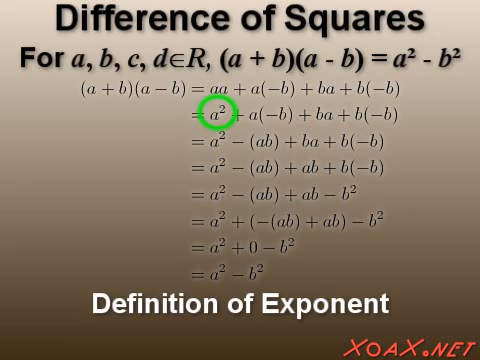 Difference of Squares
For a, b, c, d∈R, (a + b)(a - b) = a² - b²
(a + b)(a − b) = aa + a(−b) + ba + b(−b)
= a² + a(−b) + ba + b(−b)
= a² − (ab) + ba + b(−b)
= a² − (ab) + ab + b(−b)
= a² − (ab) + ab − b²
= a² + (−(ab) + ab) − b²
= a² + 0 − b²
= a² − b²
Definition of Exponent
XOAX.NET